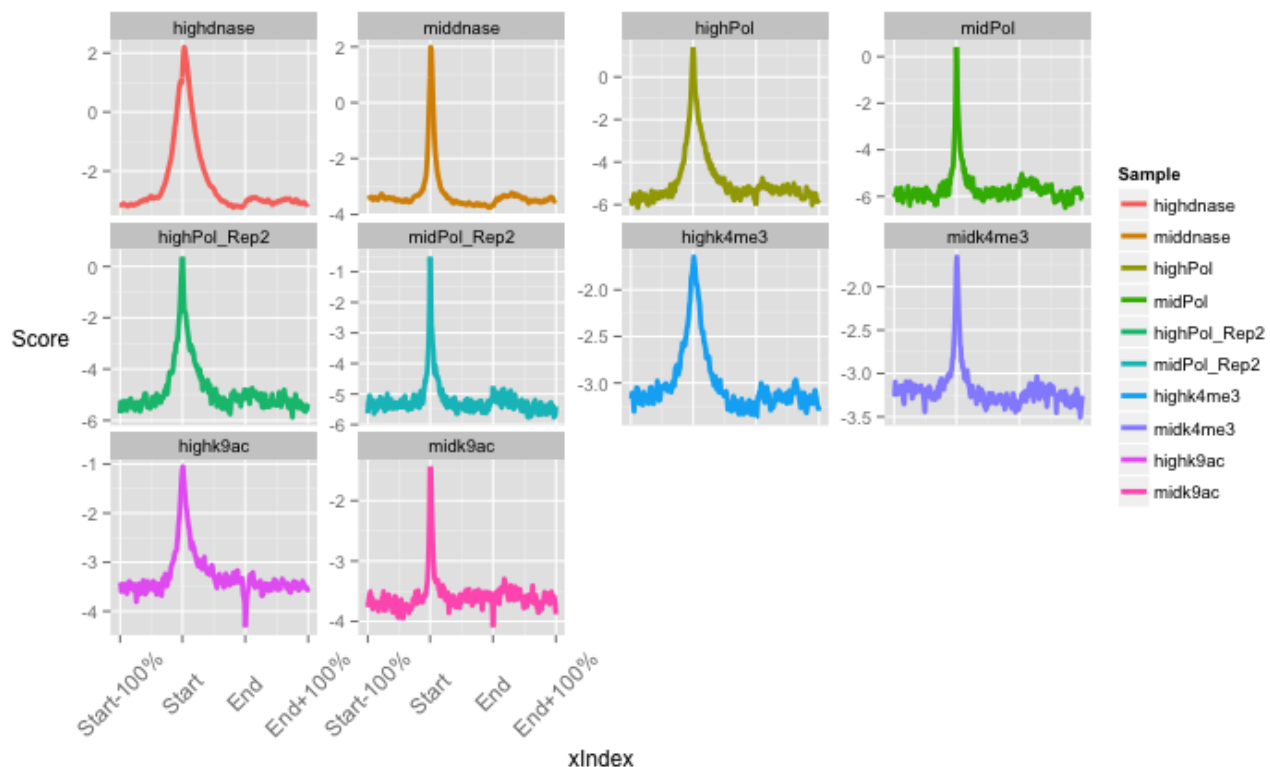 highdnase
middnase
highPol
midPol
2
0
-2
2
0
-2
-4
0
-2
-4
-6
0
-2
-4
-6
highPol_Rep2
midPol_Rep2
highk4me3
midk4me3
0
-2
-4
-6
-1
-2
-3
-4
-5
-6
-2.0
-2.5
-3.0
-2.0
-2.5
-3.0
-3.5
highk9ac
midk9ac
-1
-2
-3
-4
-2
-3
-4
Start-100%
Start
End
End+100%
Start-100%
Start
End
End+100%
Score
xIndex
Sample
highdnase
middnase
highPol
midPol
highPol_Rep2
midPol_Rep2
highk4me3
midk4me3
highk9ac
midk9ac